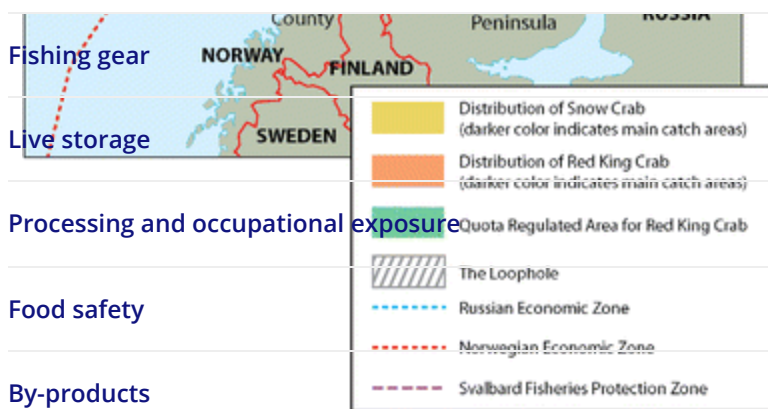 County
Peninsula
RUSSIA
Fishing gear
NORWAY
FINLAND
Distribution of Snow Crab
(darker color indicates main catch areas)
Live storage
SWEDEN
Distribution of Red King Crab
(darker color indicates main catch areas)
Processing and occupational exposure
Quota Regulated Area for Red King Crab
The Loophole
Food safety
Russian Economic Zone
Norwegian Economic Zone
By-products
Svalbard Fisheries Protection Zone